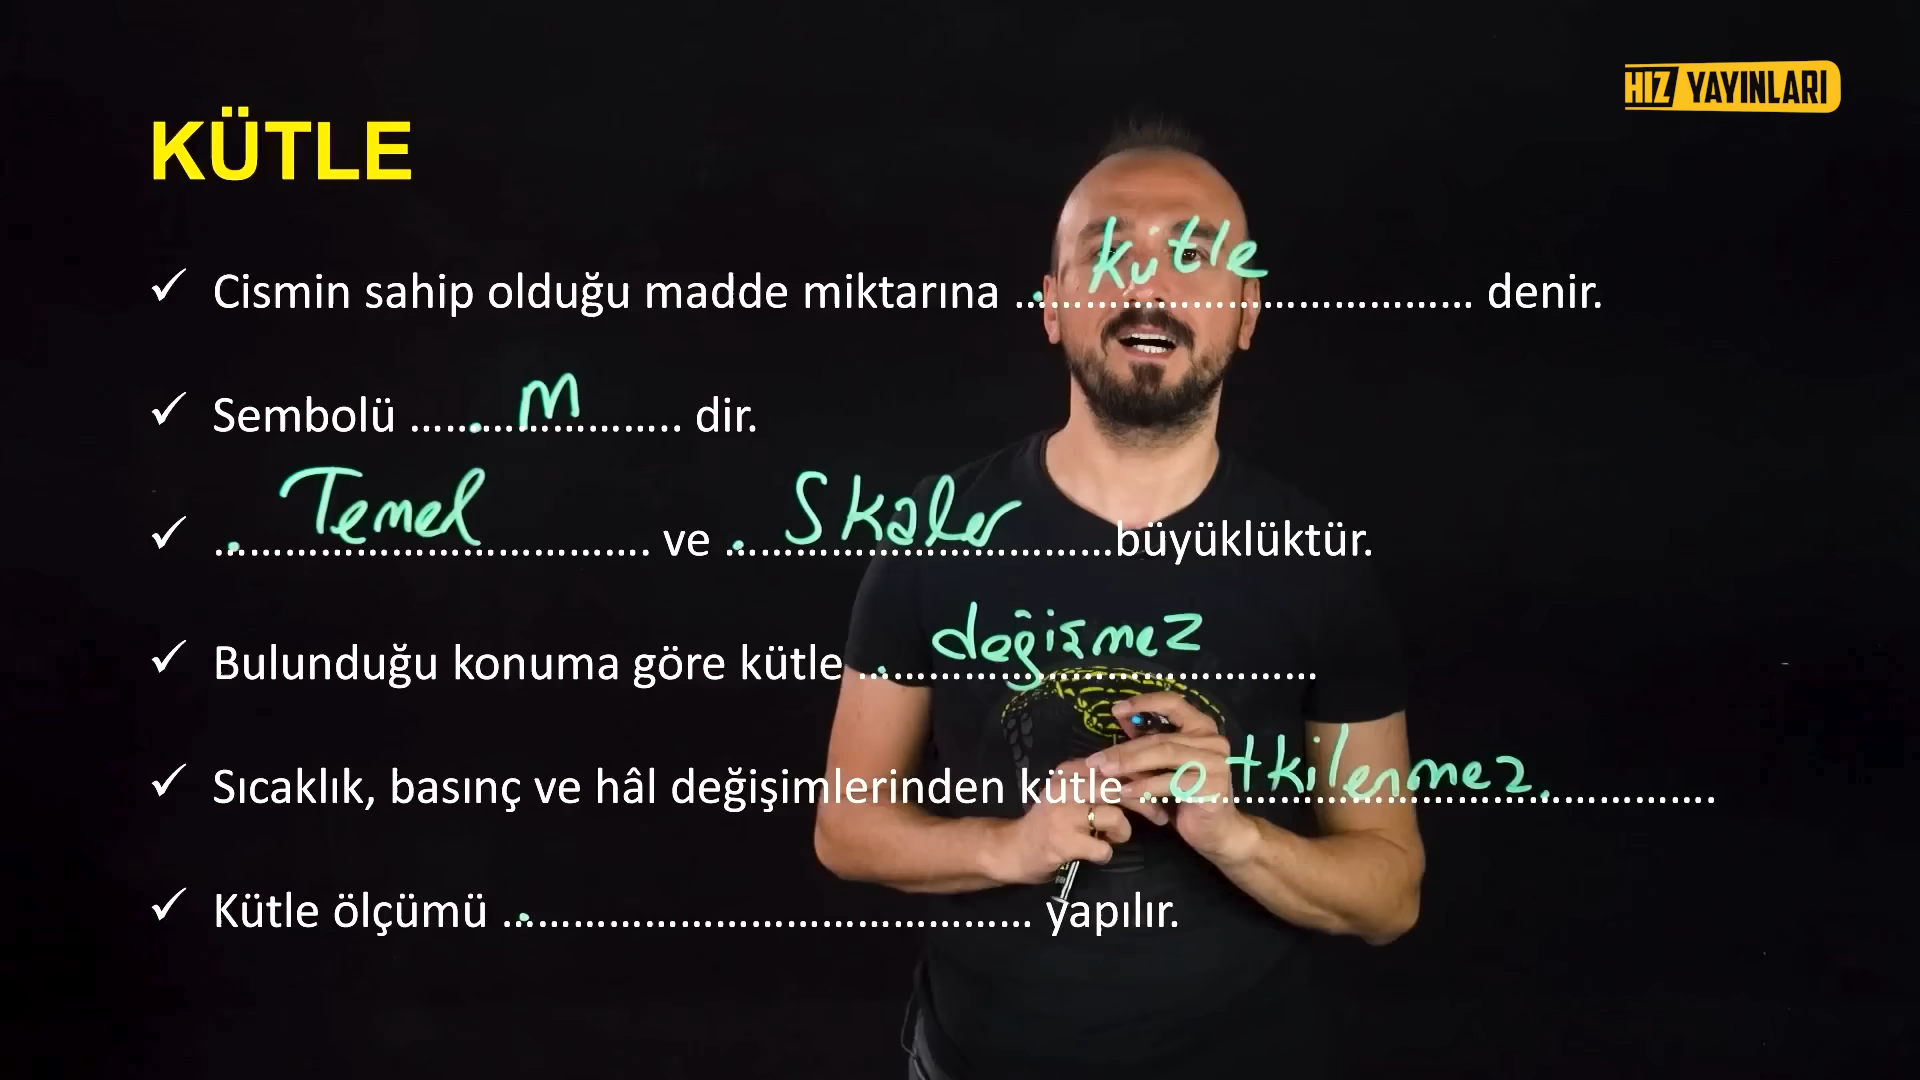 HIZ YAYINLARI
KÜTLE
✓ Cismin sahip olduğu madde miktarına ...kütle... denir.
✓ Sembolü ...m... dir.
✓ ...Temel... ve ...Skaler...büyüklüktür.
✓ Bulunduğu konuma göre kütle ...değişmez...
✓ Sıcaklık, basınç ve hâl değişimlerinden kütle ...etkilenmez....
✓ Kütle ölçümü ................................ yapılır.